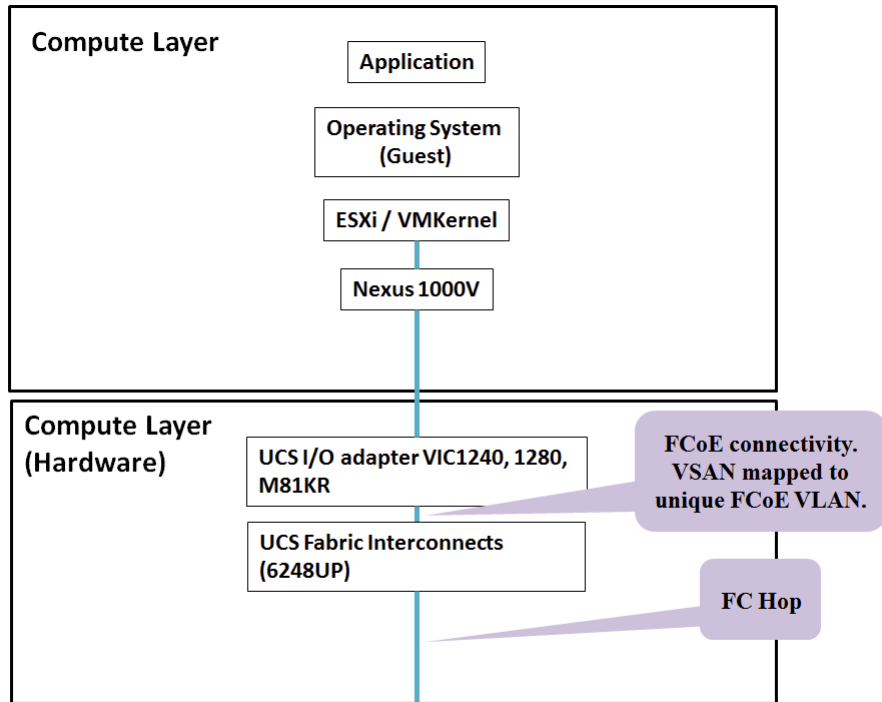 Compute Layer
Application
Operating System
(Guest)
ESXi / VMKernel
Nexus 1000V
Compute Layer
(Hardware)
UCS I/O adapter VIC1240, 1280,
M81KR
FCoE connectivity.
VSAN mapped to
unique FCoE VLAN.
UCS Fabric Interconnects
(6248UP)
FC Hop